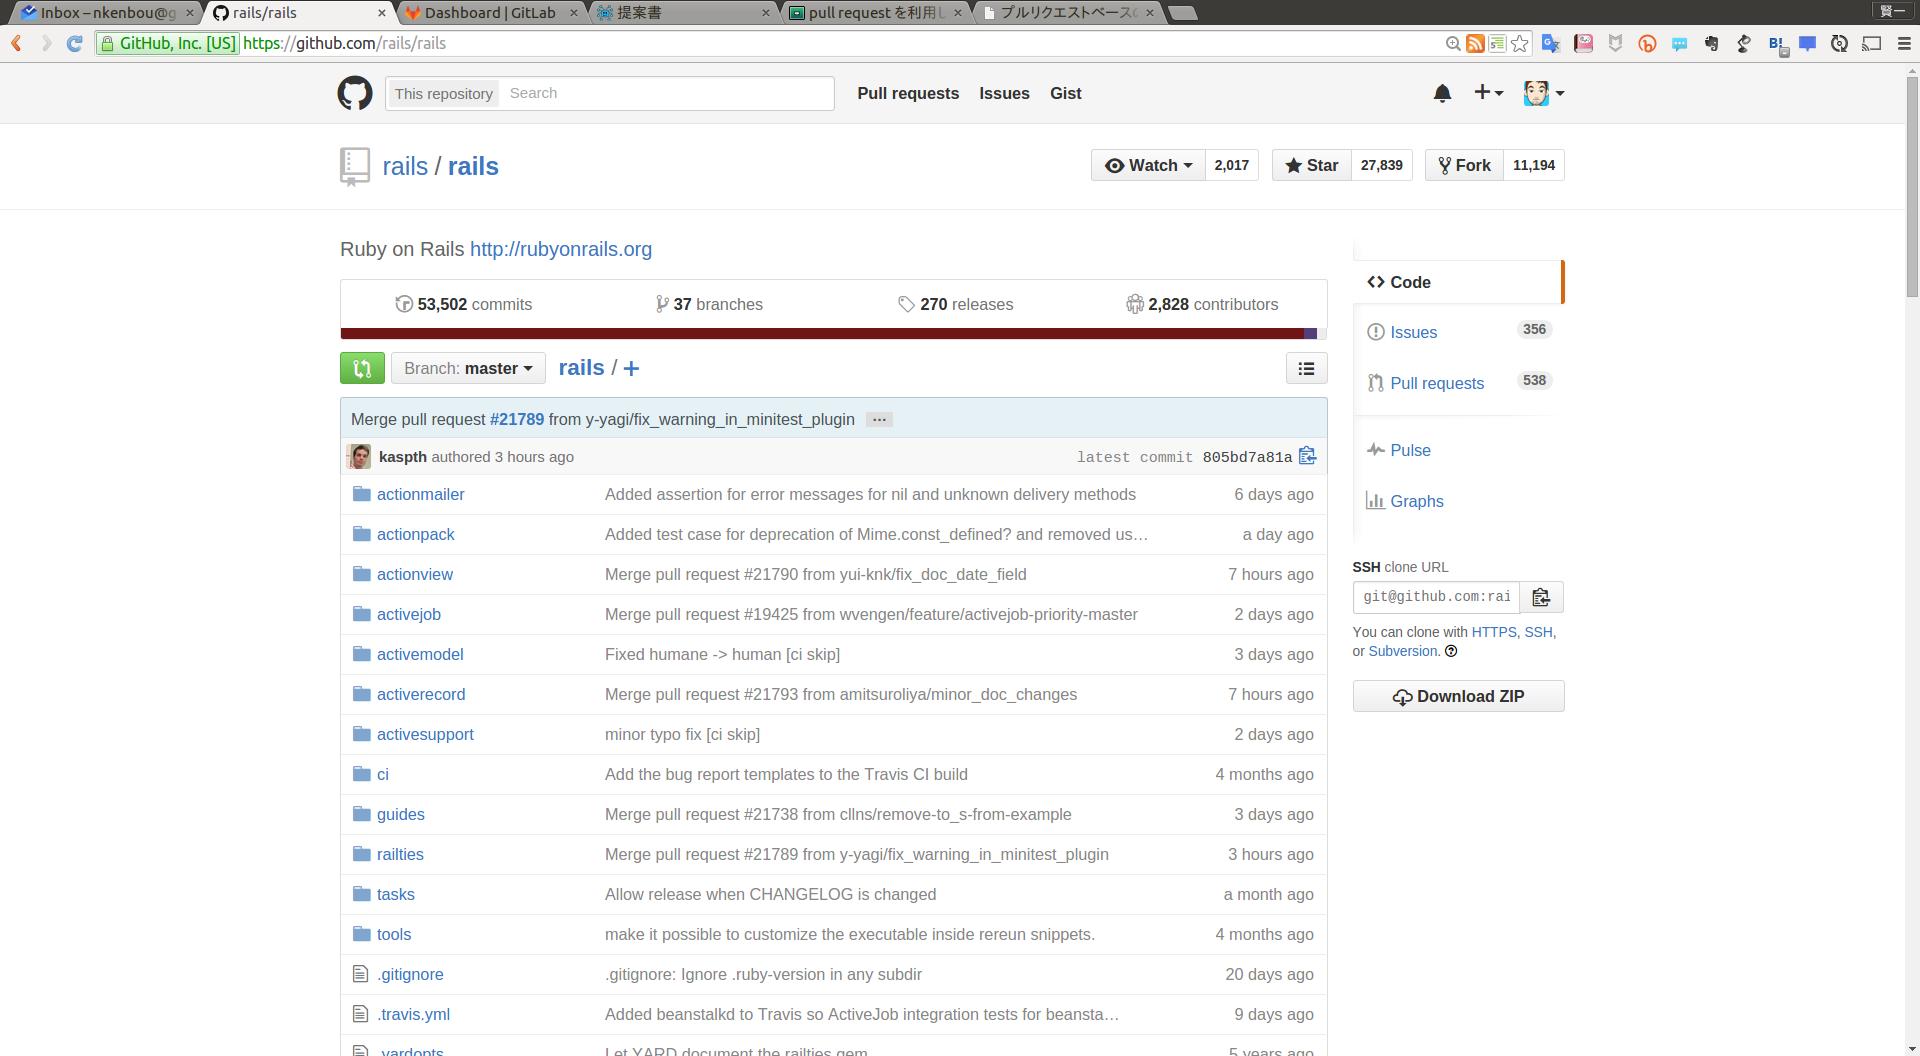 Inbox – nkenbou@g
rails/rails
Dashboard | GitLab
提案書
pull request を利用し
プルリクエストベースの
賢一
GitHub, Inc. [US] https://github.com/rails/rails
This repository Search
Pull requests Issues Gist
rails / rails
Watch 2,017
Star 27,839
Fork 11,194
Ruby on Rails http://rubyonrails.org
53,502 commits
37 branches
270 releases
2,828 contributors
Branch: master
rails / +
Merge pull request #21789 from y-yagi/fix_warning_in_minitest_plugin …
kaspth authored 3 hours ago
latest commit 805bd7a81a
actionmailer Added assertion for error messages for nil and unknown delivery methods 6 days ago
actionpack Added test case for deprecation of Mime.const_defined? and removed us… a day ago
actionview Merge pull request #21790 from yui-knk/fix_doc_date_field 7 hours ago
activejob Merge pull request #19425 from wvengen/feature/activejob-priority-master 2 days ago
activemodel Fixed humane -> human [ci skip] 3 days ago
activerecord Merge pull request #21793 from amitsuroliya/minor_doc_changes 7 hours ago
activesupport minor typo fix [ci skip] 2 days ago
ci Add the bug report templates to the Travis CI build 4 months ago
guides Merge pull request #21738 from cllns/remove-to_s-from-example 3 days ago
railties Merge pull request #21789 from y-yagi/fix_warning_in_minitest_plugin 3 hours ago
tasks Allow release when CHANGELOG is changed a month ago
tools make it possible to customize the executable inside rereun snippets. 4 months ago
.gitignore .gitignore: Ignore .ruby-version in any subdir 20 days ago
.travis.yml Added beanstalkd to Travis so ActiveJob integration tests for beansta… 9 days ago
.yardopts Let YARD document the railties gem 5 years ago
Code
Issues 356
Pull requests 538
Pulse
Graphs
SSH clone URL
git@github.com:rai
You can clone with HTTPS, SSH,
or Subversion.
Download ZIP